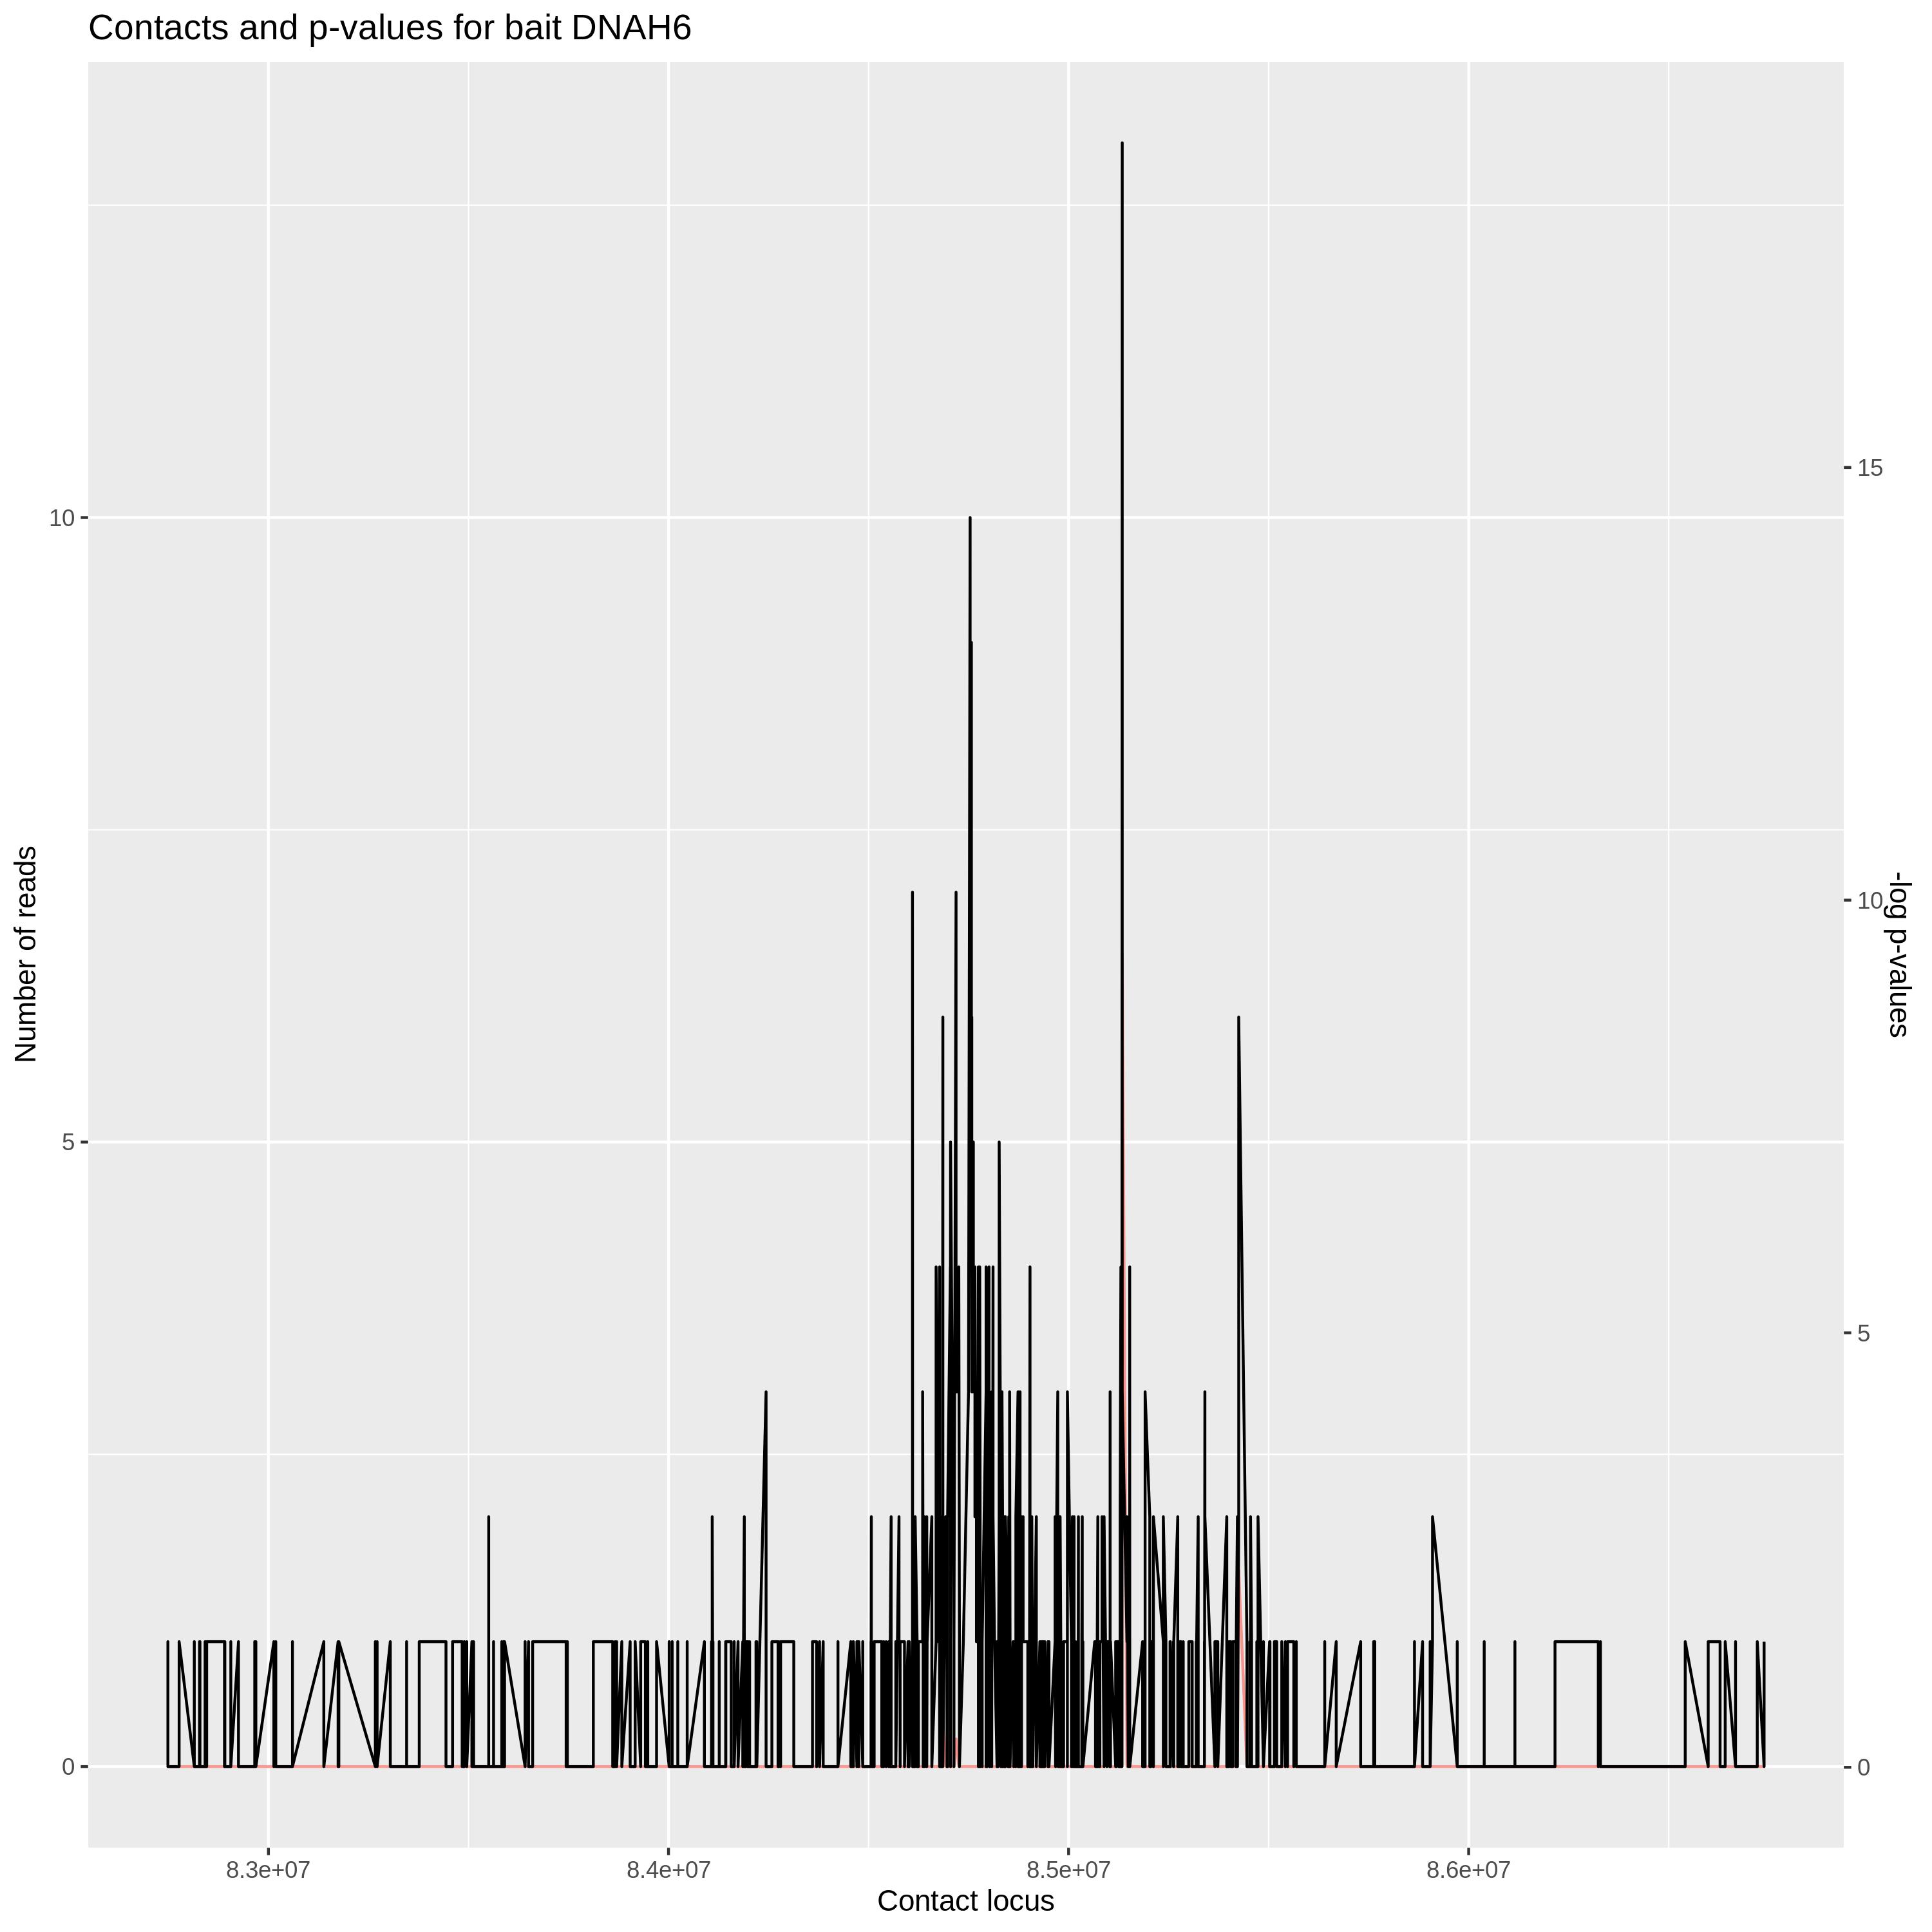 Contacts and p-values for bait DNAH6
Number of reads
10
5
0
15
10
5
0
-log p-values
8.3e+07
8.4e+07
8.5e+07
8.6e+07
Contact locus